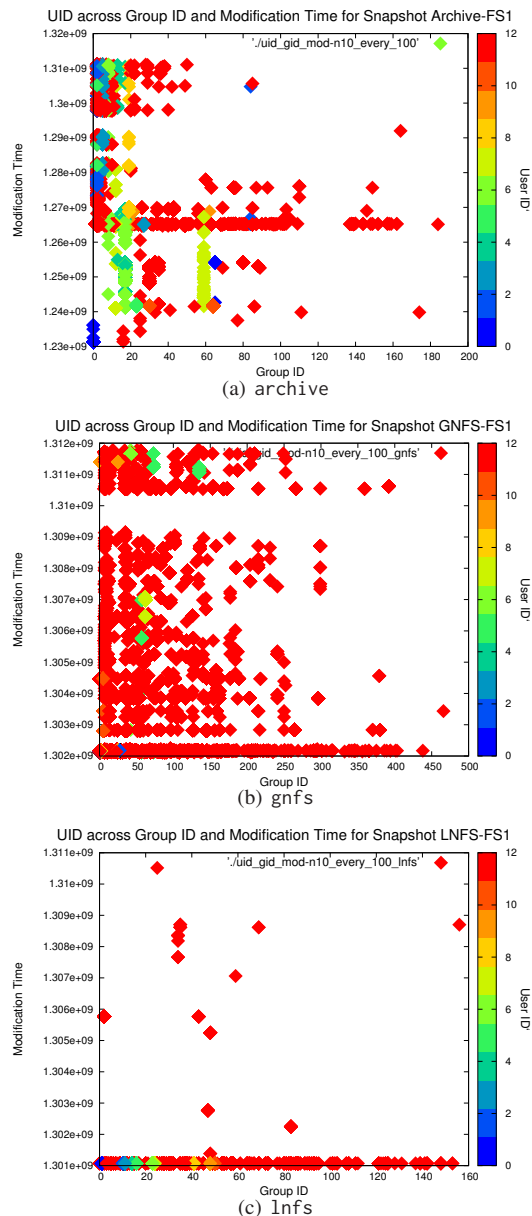 UID across Group ID and Modification Time for Snapshot Archive-FS1
'./uid_gid_mod-n10_every_100'
1.32e+09
1.31e+09
1.3e+09
1.29e+09
1.28e+09
1.27e+09
1.26e+09
1.25e+09
1.24e+09
1.23e+09
Modification Time
0 20 40 60 80 100 120 140 160 180 200
Group ID
12
10
8
6
4
2
0
User ID'
(a) archive
UID across Group ID and Modification Time for Snapshot GNFS-FS1
_gid_mod-n10_every_100_gnfs'
1.312e+09
1.311e+09
1.31e+09
1.309e+09
1.308e+09
1.307e+09
1.306e+09
1.305e+09
1.304e+09
1.303e+09
1.302e+09
Modification Time
0 50 100 150 200 250 300 350 400 450 500
Group ID
12
10
8
6
4
2
0
User ID'
(b) gnfs
UID across Group ID and Modification Time for Snapshot LNFS-FS1
'./uid_gid_mod-n10_every_100_lnfs'
1.311e+09
1.31e+09
1.309e+09
1.308e+09
1.307e+09
1.306e+09
1.305e+09
1.304e+09
1.303e+09
1.302e+09
1.301e+09
Modification Time
0 20 40 60 80 100 120 140 160
Group ID
12
10
8
6
4
2
0
User ID'
(c) lnfs